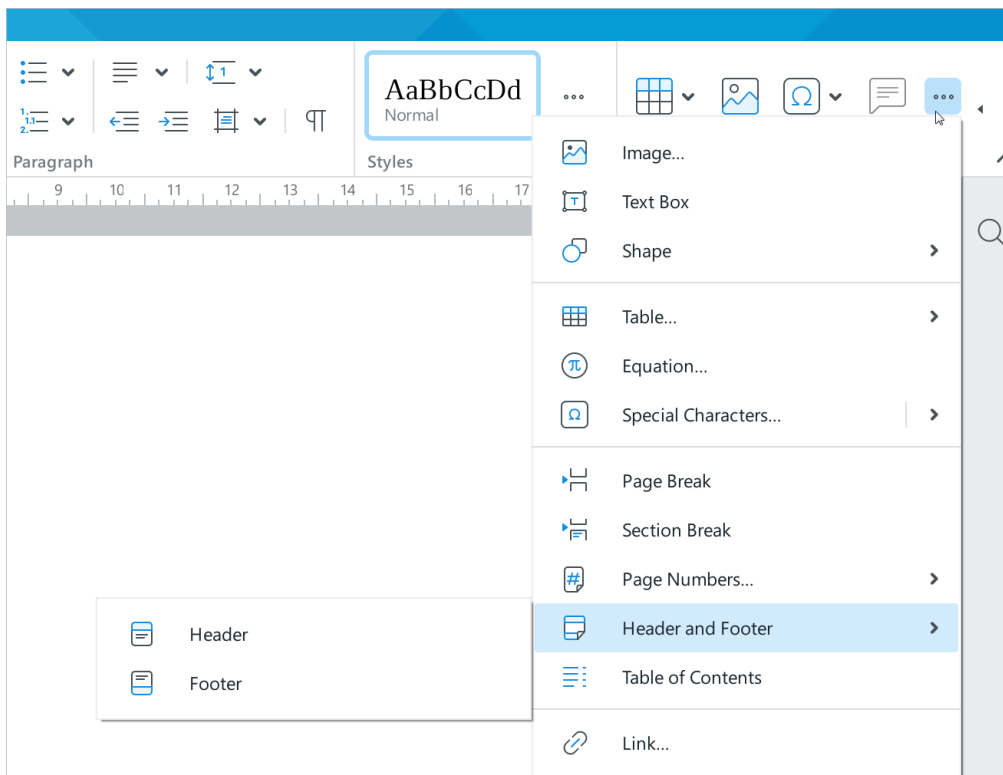 AaBbCcDd
Normal
Paragraph
Styles
9 10 11 12 13 14 15 16 17
Image...
Text Box
Shape
Table...
Equation...
Special Characters...
Page Break
Section Break
Page Numbers...
Header and Footer
Header
Footer
Table of Contents
Link...